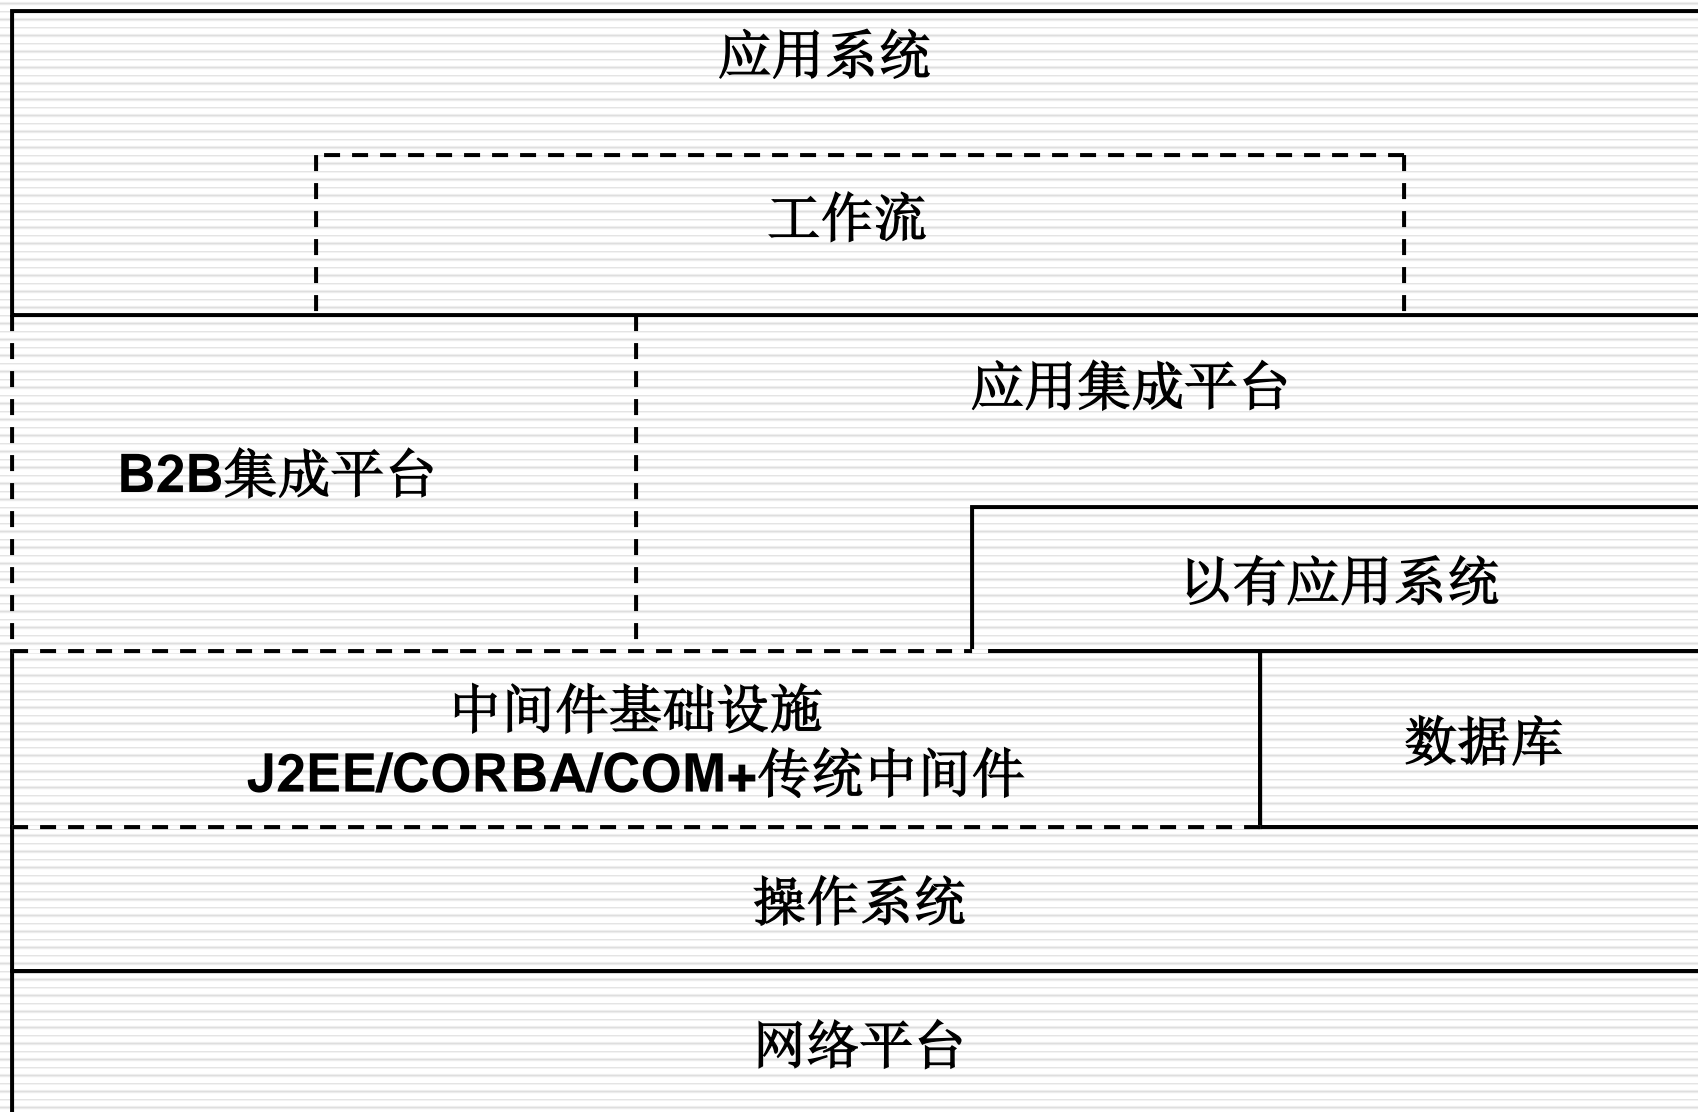 应用系统
工作流
应用集成平台
B2B集成平台
以有应用系统
中间件基础设施
J2EE/CORBA/COM+传统中间件
数据库
操作系统
网络平台